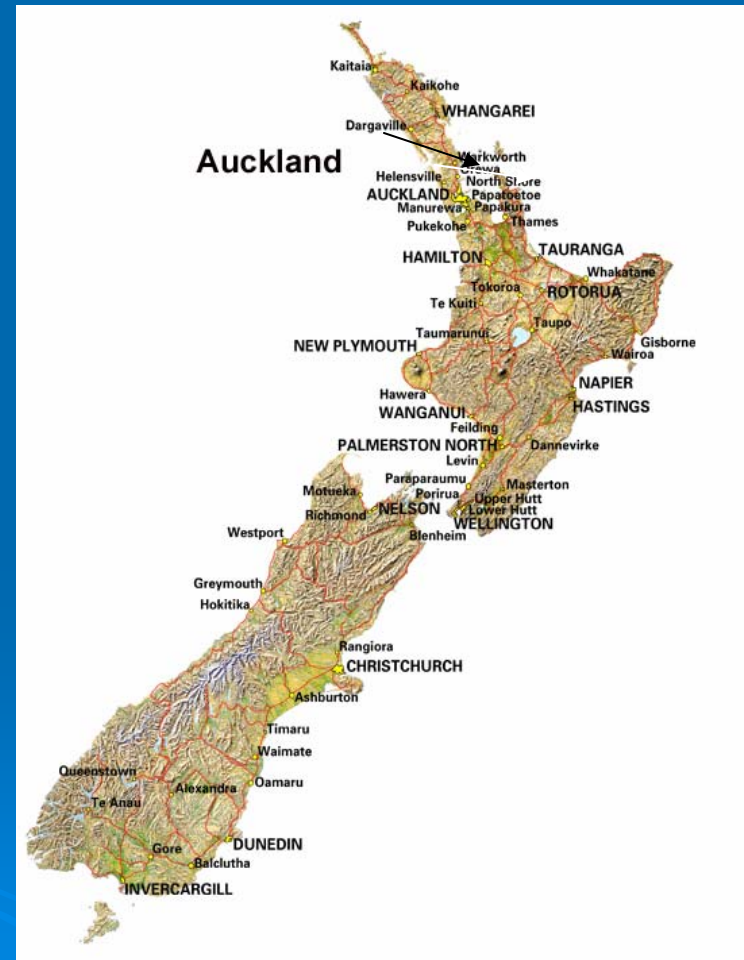 Kaitaia
Kaikohe
WHANGAREI
Dargaville
Auckland
Warkworth
Orewa
Helensville
North Shore
AUCKLAND
Papatoetoe
Manurewa
Papakura
Pukekohe
Thames
HAMILTON
TAURANGA
Whakatane
Tokoroa
ROTORUA
Te Kuiti
Taumarunui
Taupo
NEW PLYMOUTH
Gisborne
Wairoa
NAPIER
Hawera
HASTINGS
WANGANUI
Feilding
PALMERSTON NORTH
Dannevirke
Levin
Paraparaumu
Masterton
Motueka
Porirua
Upper Hutt
Richmond
NELSON
Lower Hutt
WELLINGTON
Westport
Blenheim
Greymouth
Hokitika
Rangiora
CHRISTCHURCH
Ashburton
Timaru
Waimate
Queenstown
Alexandra
Oamaru
Te Anau
Gore
DUNEDIN
Balclutha
INVERCARGILL